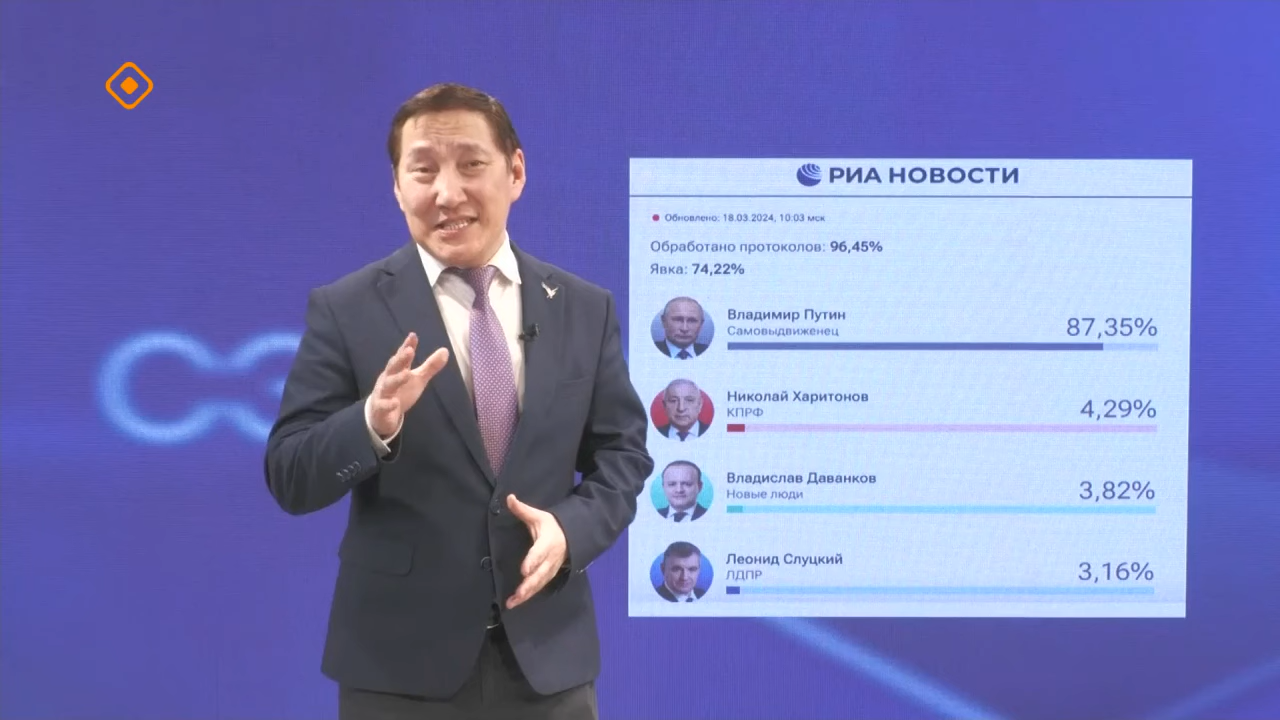 СЗ
РИА НОВОСТИ
Обновлено: 18.03.2024, 10:03 мск
Обработано протоколов: 96,45%
Явка: 74,22%
Владимир Путин
Самовыдвиженец
87,35%
Николай Харитонов
КПРФ
4,29%
Владислав Даванков
Новые люди
3,82%
Леонид Слуцкий
ЛДПР
3,16%